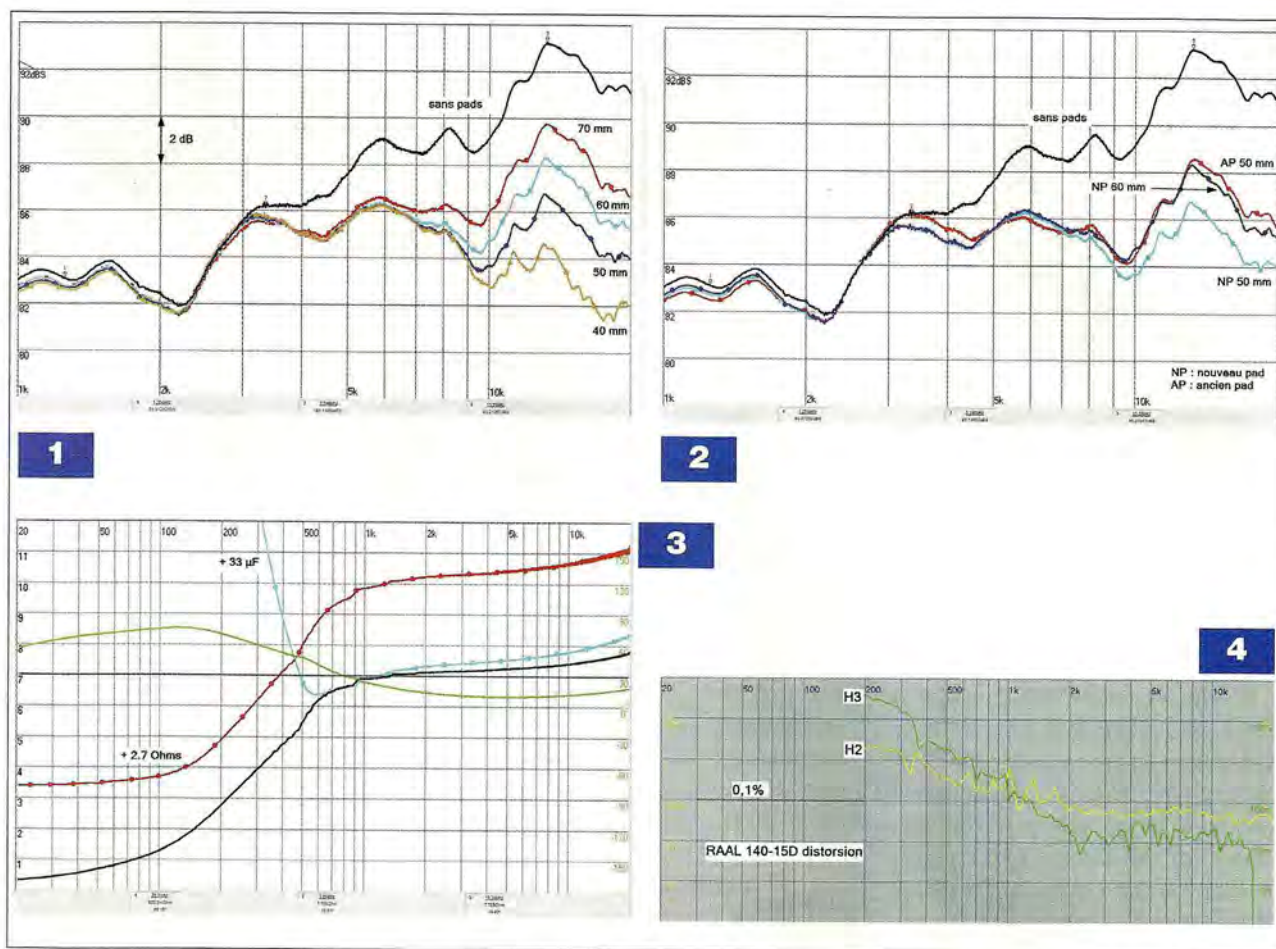 92dBS
90
88
86
84
82
80
2 dB
sans pads
70 mm
60 mm
50 mm
40 mm
1k
2k
5k
10k
1
92dBS
90
88
86
84
82
80
sans pads
AP 50 mm
NP 60 mm
NP 50 mm
NP : nouveau pad
AP : ancien pad
1k
2k
5k
10k
2
20
50
100
200
500
1k
2k
5k
10k
11
10
9
8
7
6
5
4
3
2
1
+ 33 µF
+ 2.7 Ohms
3
4
20
50
100
200
500
1k
2k
5k
10k
H3
H2
0,1%
RAAL 140-15D distorsion